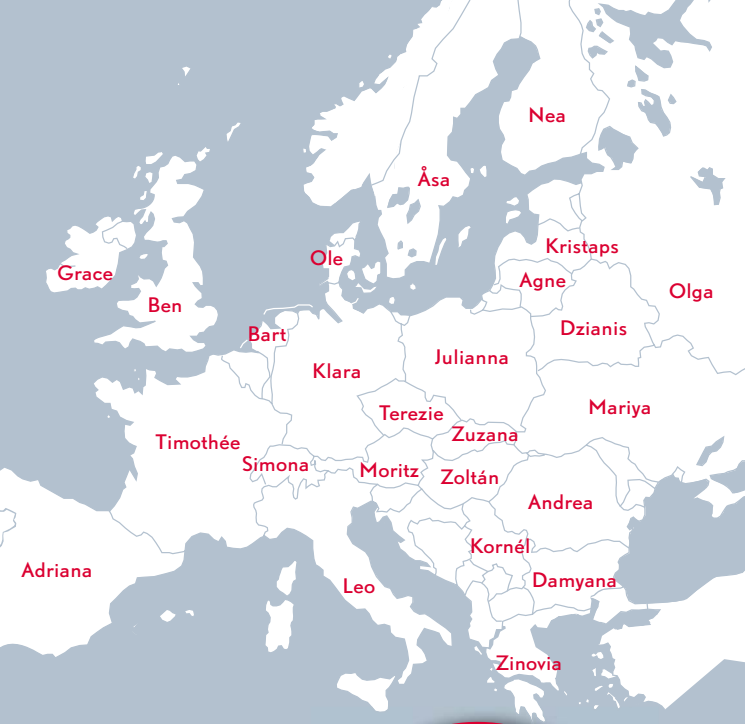 Nea
Åsa
Kristaps
Ole
Grace
Agne
Olga
Ben
Dzianis
Bart
Julianna
Klara
Mariya
Terezie
Zuzana
Timothée
Simona
Moritz
Zoltán
Andrea
Kornél
Adriana
Damyana
Leo
Zinovia